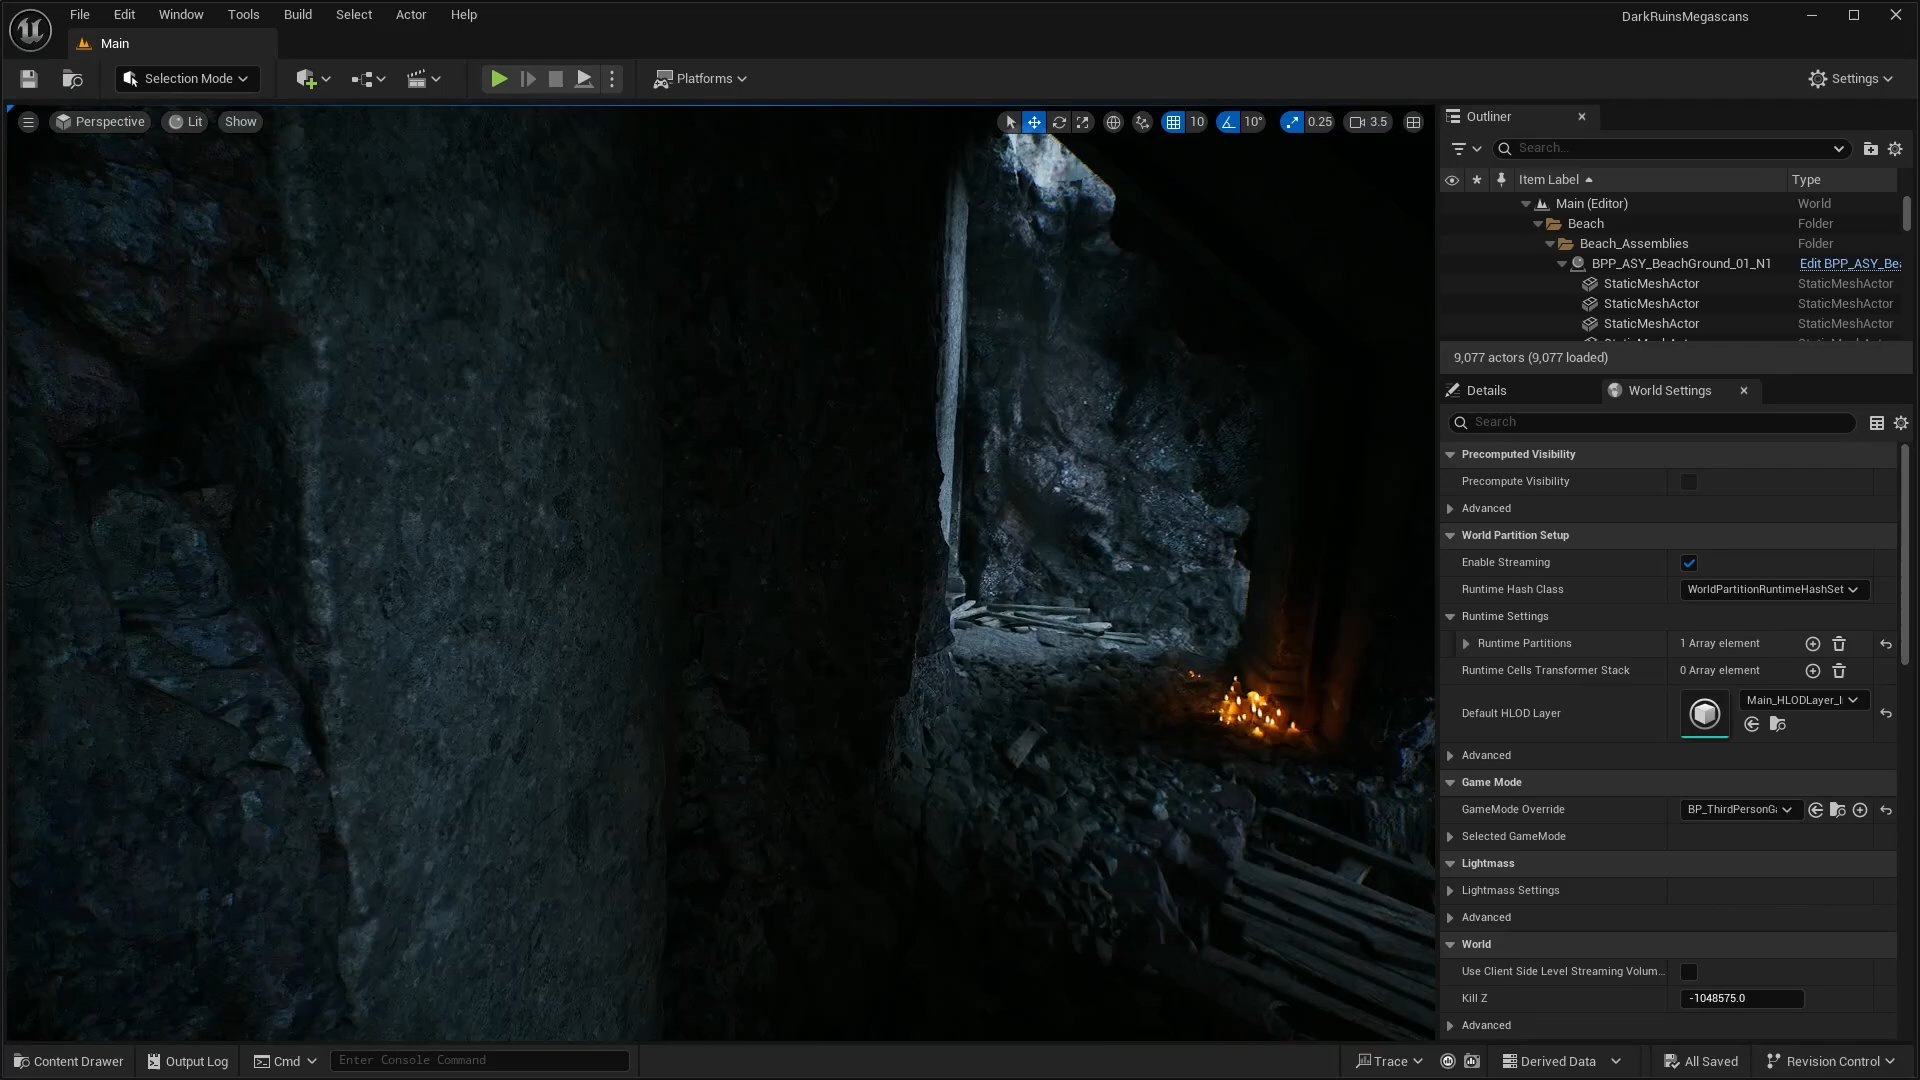 File Edit Window Tools Build Select Actor Help
DarkRuinsMegascans
Main
Selection Mode
Platforms
Settings
Perspective Lit Show
10 10° 0.25 3.5
Outliner
Search...
Item Label Type
Main (Editor) World
Beach Folder
Beach_Assemblies Folder
BPP_ASY_BeachGround_01_N1 Edit BPP_ASY_Bea
StaticMeshActor StaticMeshActor
StaticMeshActor StaticMeshActor
StaticMeshActor StaticMeshActor
9,077 actors (9,077 loaded)
Details World Settings
Search
Precomputed Visibility
Precompute Visibility
Advanced
World Partition Setup
Enable Streaming
Runtime Hash Class WorldPartitionRuntimeHashSet
Runtime Settings
Runtime Partitions 1 Array element
Runtime Cells Transformer Stack 0 Array element
Default HLOD Layer Main_HLODLayer_I
Advanced
Game Mode
GameMode Override BP_ThirdPersonGa
Selected GameMode
Lightmass
Lightmass Settings
Advanced
World
Use Client Side Level Streaming Volum...
Kill Z -1048575.0
Advanced
Content Drawer Output Log Cmd Enter Console Command
Trace Derived Data All Saved Revision Control